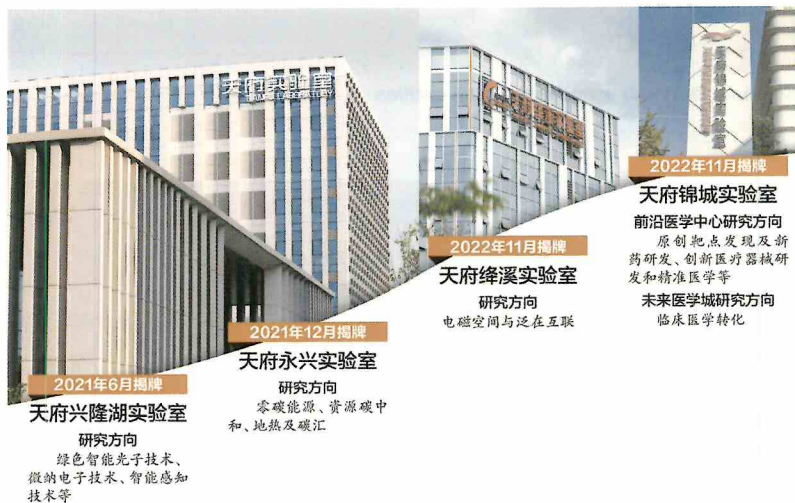 天府实验室
TIANFU LABORATORY
2022年11月揭牌
天府锦城实验室
前沿医学中心研究方向
原创靶点发现及新
药研发、创新医疗器械研
发和精准医学等
未来医学城研究方向
临床医学转化
2022年11月揭牌
天府绛溪实验室
研究方向
电磁空间与泛在互联
2021年12月揭牌
天府永兴实验室
研究方向
零碳能源、资源碳中
和、地热及碳汇
2021年6月揭牌
天府兴隆湖实验室
研究方向
绿色智能光子技术、
微纳电子技术、智能感知
技术等